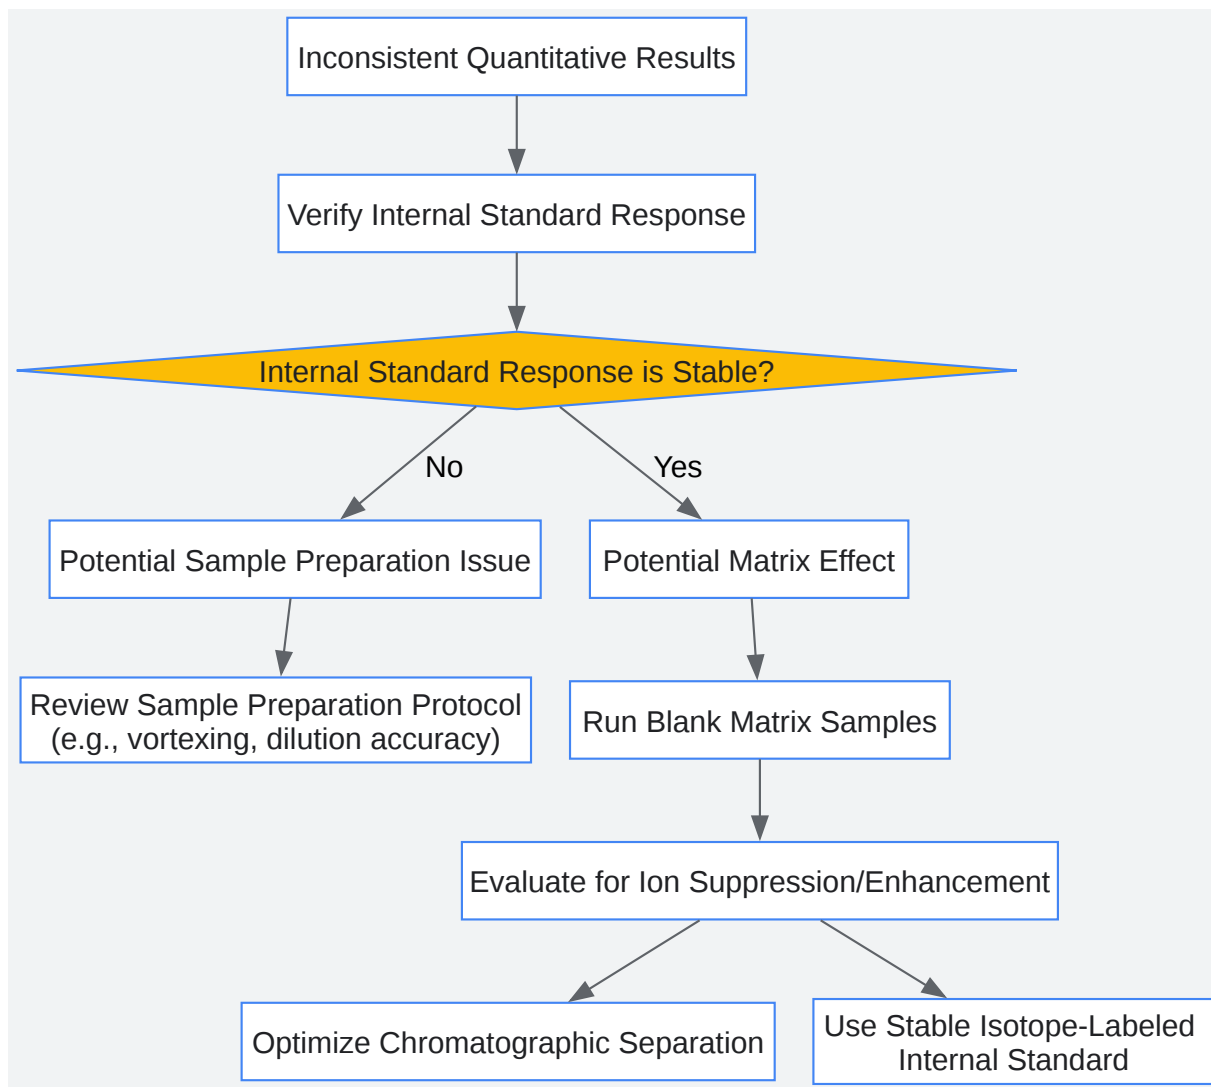 Inconsistent Quantitative Results
Verify Internal Standard Response
Internal Standard Response is Stable?
No
Yes
Potential Sample Preparation Issue
Potential Matrix Effect
Review Sample Preparation Protocol
(e.g., vortexing, dilution accuracy)
Run Blank Matrix Samples
Evaluate for Ion Suppression/Enhancement
Optimize Chromatographic Separation
Use Stable Isotope-Labeled
Internal Standard